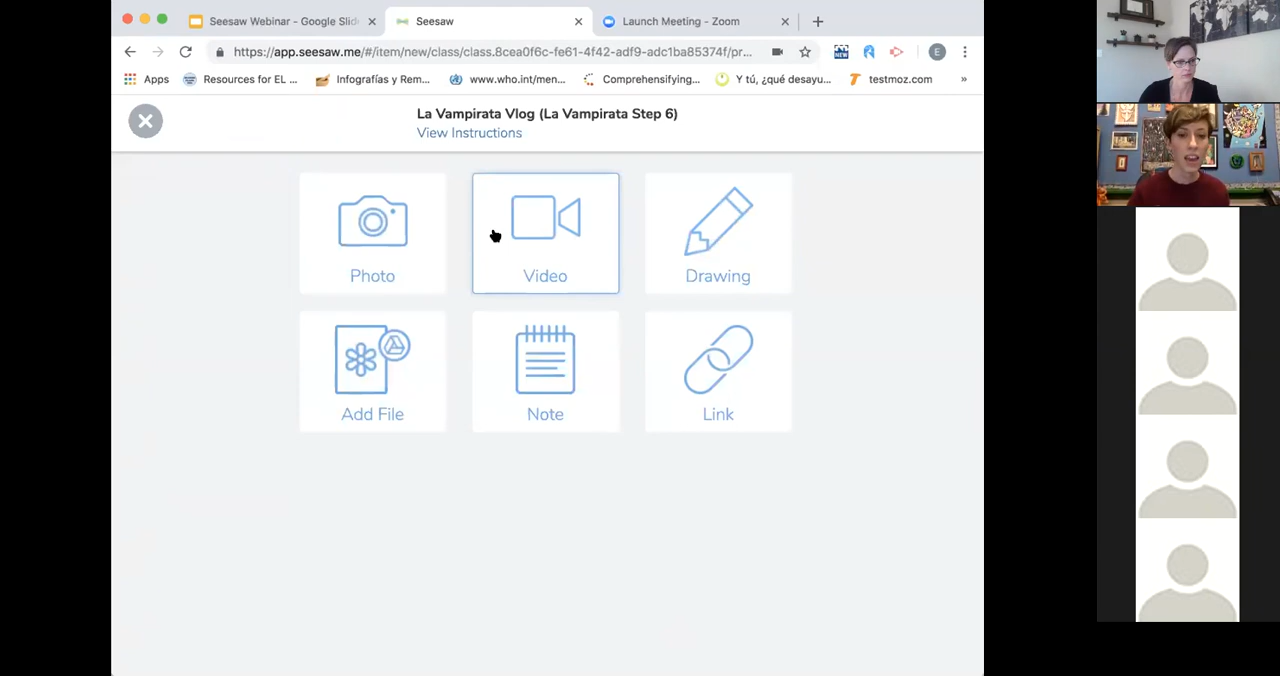 Seesaw Webinar - Google Slid
Seesaw
Launch Meeting - Zoom
https://app.seesaw.me/#/item/new/class/class.8cea0f6c-fe61-4f42-adf9-adc1ba85374f/pr...
NEW
E
Apps
Resources for EL ...
Infografías y Rem...
www.who.int/men...
Comprehensifying...
Y tú, ¿qué desayu...
testmoz.com
»
La Vampirata Vlog (La Vampirata Step 6)
View Instructions
Photo
Video
Drawing
Add File
Note
Link